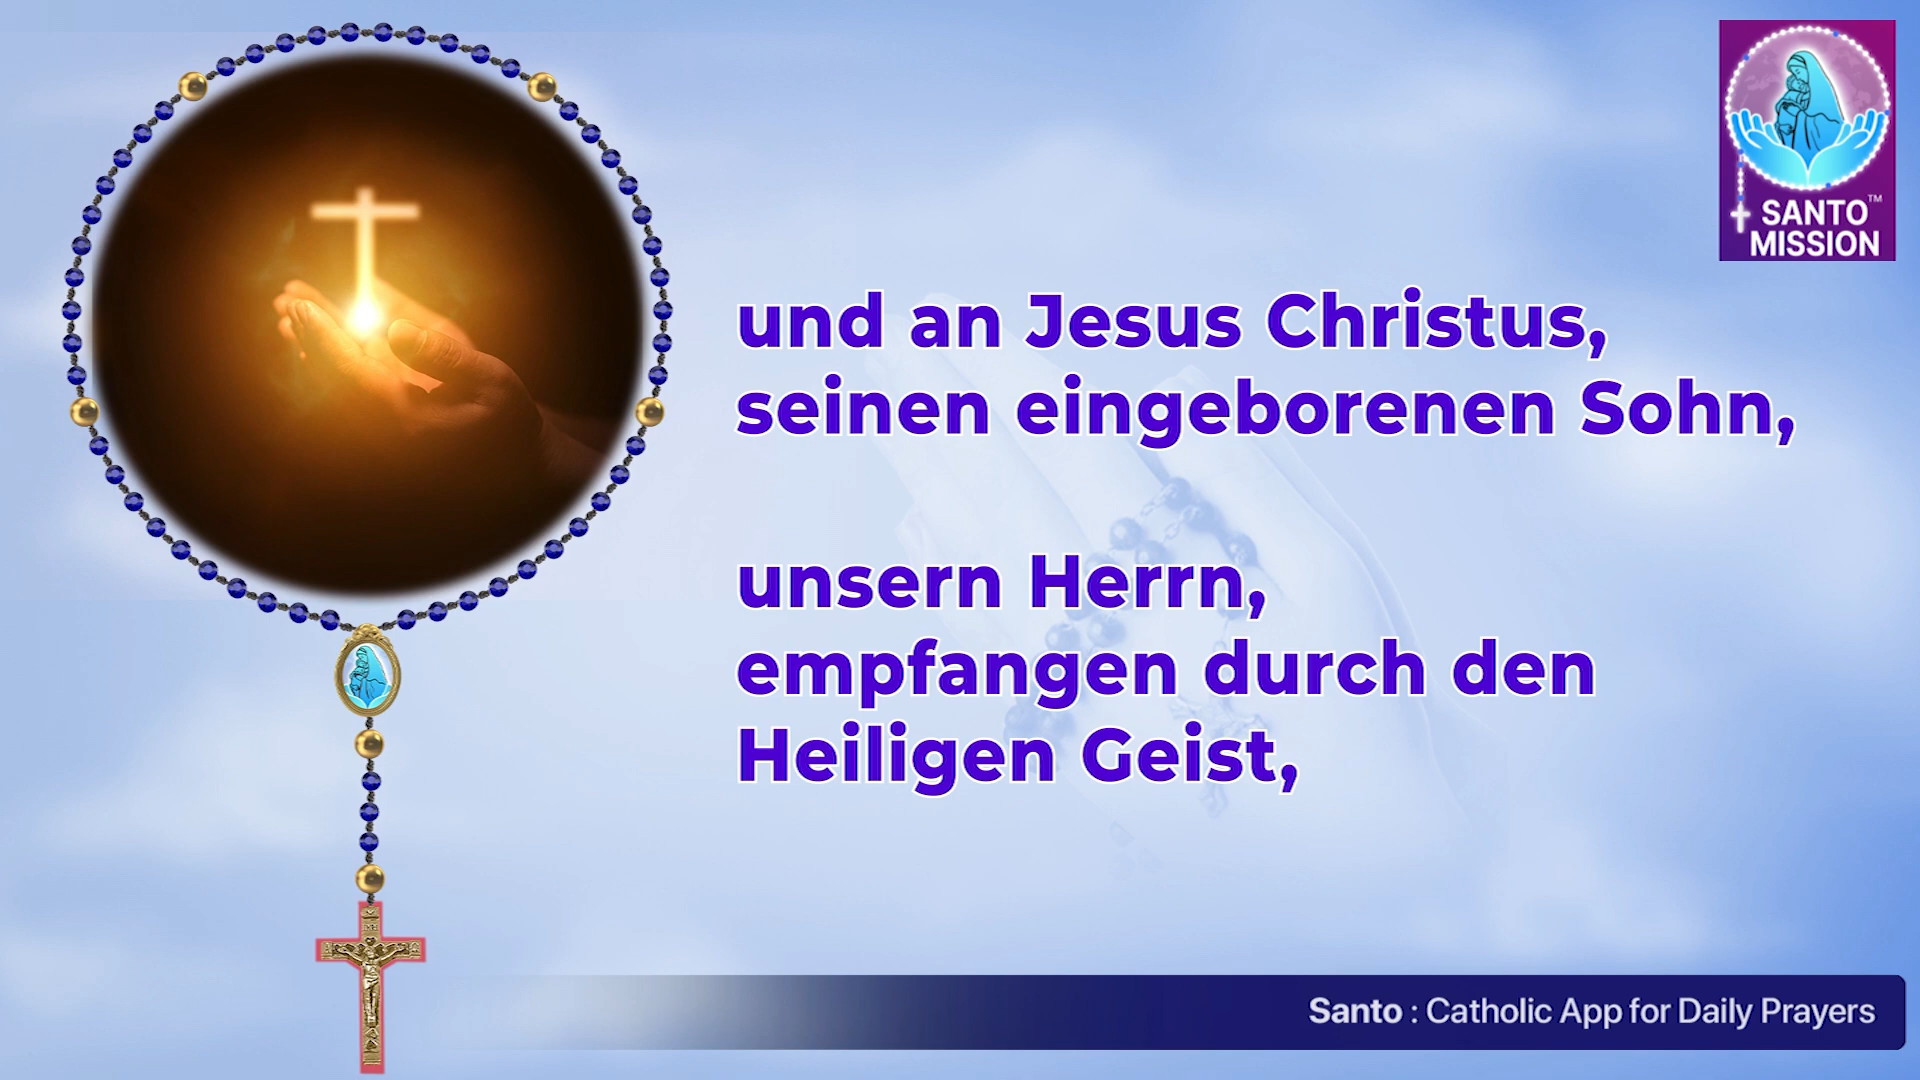 SANTO™
MISSION
und an Jesus Christus,
seinen eingeborenen Sohn,
unsern Herrn,
empfangen durch den
Heiligen Geist,
Santo : Catholic App for Daily Prayers